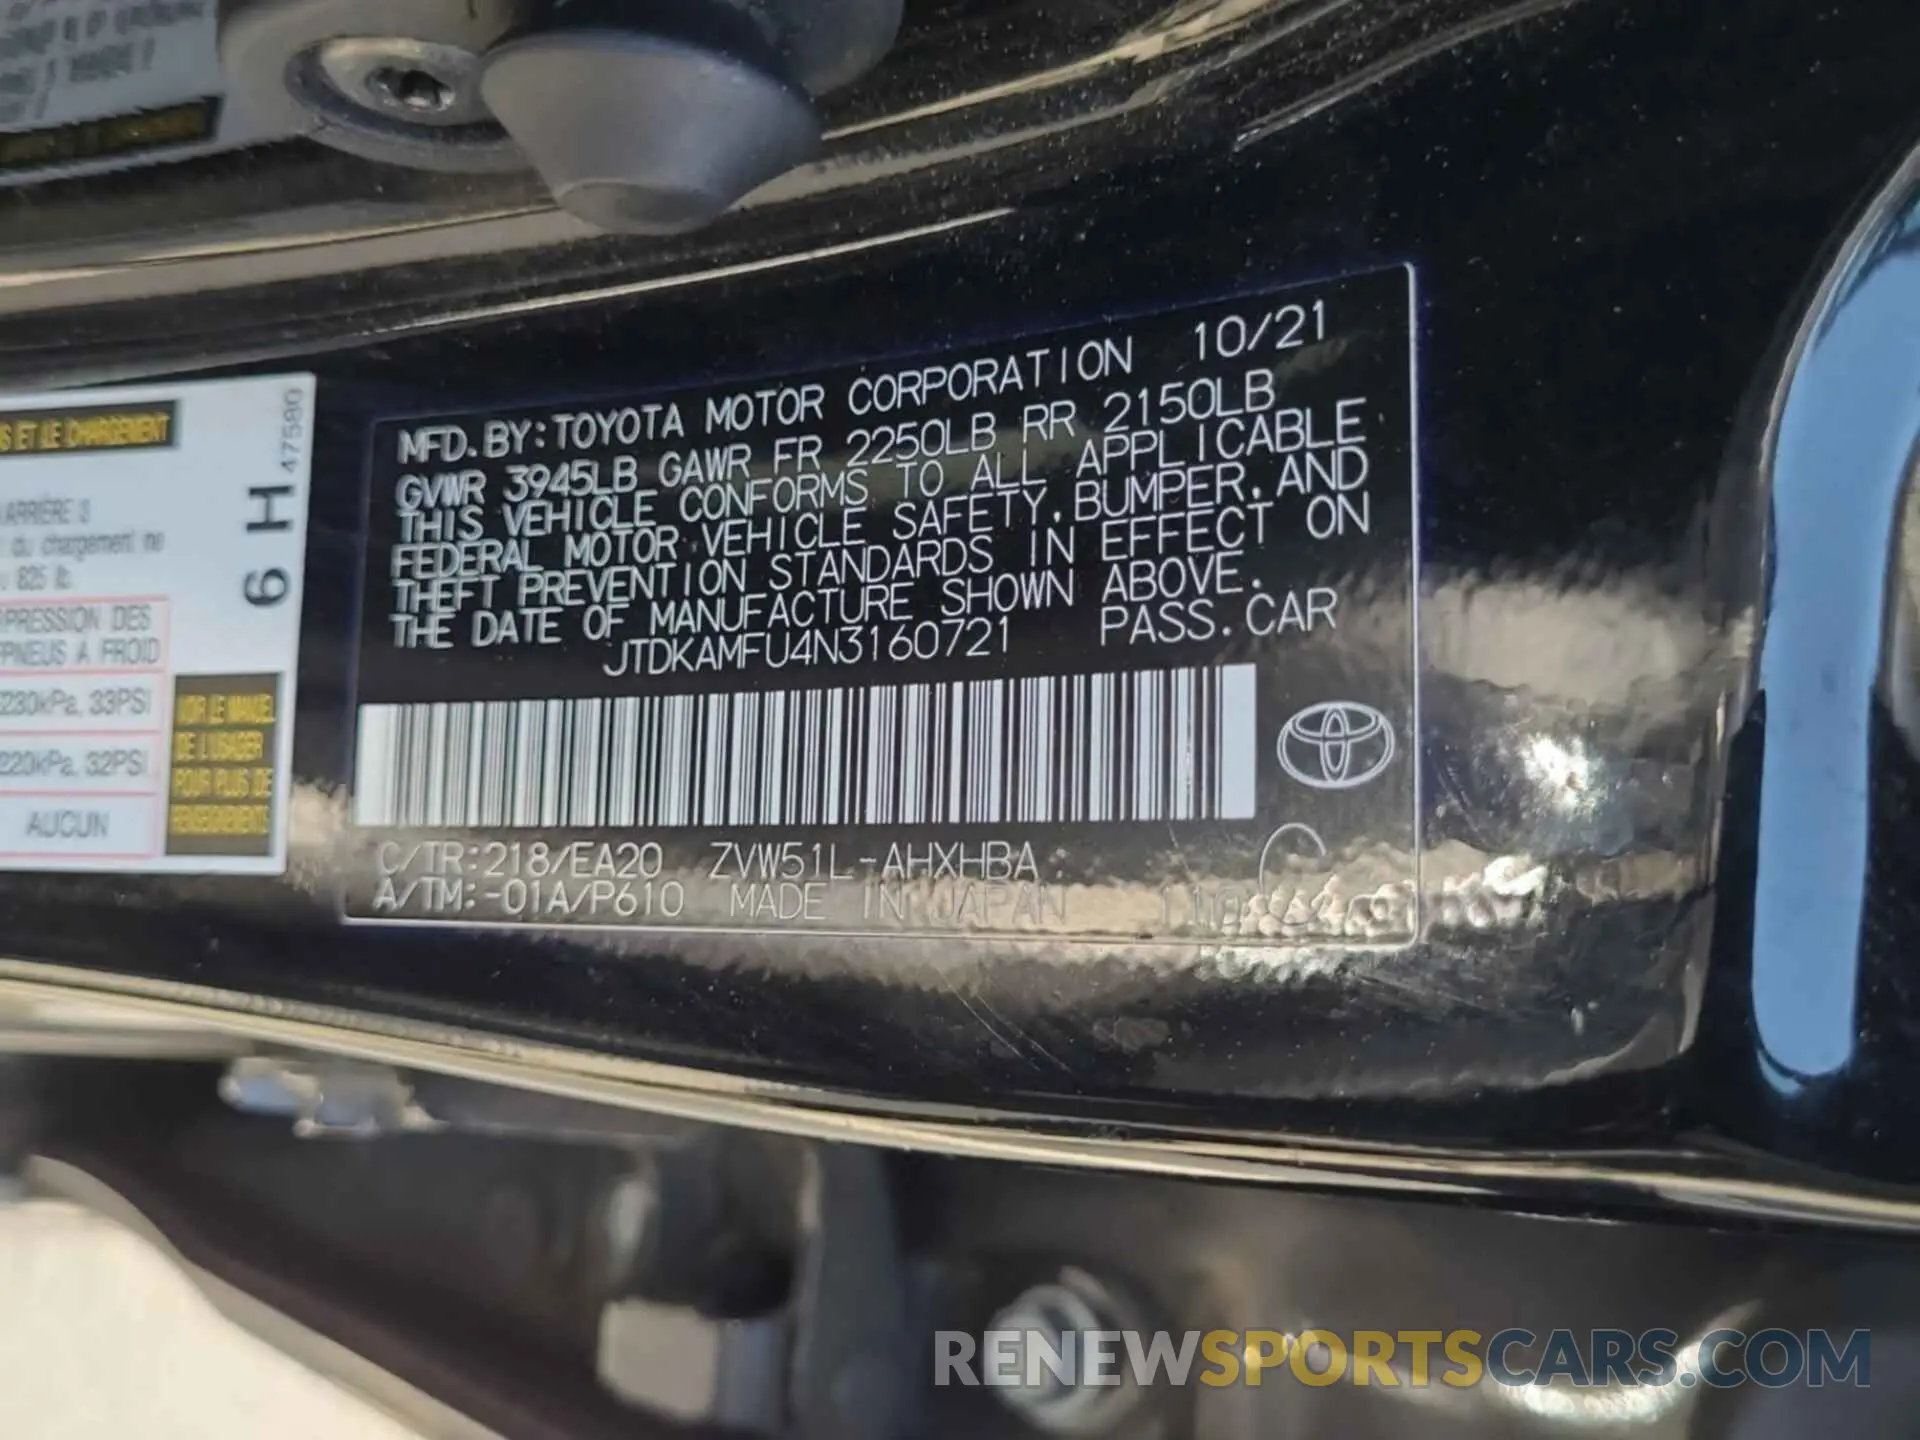 S ET LE CHARGEMENT
ARRIÈRE 3
du chargement ne
825 lb.
PRESSION DES
PNEUS A FROID
230kPa, 33PSI
220kPa, 32PSI
AUCUN
VOIR LE MANUEL
DE L'USAGER
POUR PLUS DE
RENSEIGNEMENTS
6 H 47580
MFD.BY:TOYOTA MOTOR CORPORATION 10/21
GVWR 3945LB GAWR FR 2250LB RR 2150LB
THIS VEHICLE CONFORMS TO ALL APPLICABLE
FEDERAL MOTOR VEHICLE SAFETY,BUMPER,AND
THEFT PREVENTION STANDARDS IN EFFECT ON
THE DATE OF MANUFACTURE SHOWN ABOVE.
JTDKAMFU4N3160721 PASS.CAR
C/TR:218/EA20 ZVW51L-AHXHBA
A/TM:-01A/P610 MADE IN JAPAN
RENEWSPORTSCARS.COM